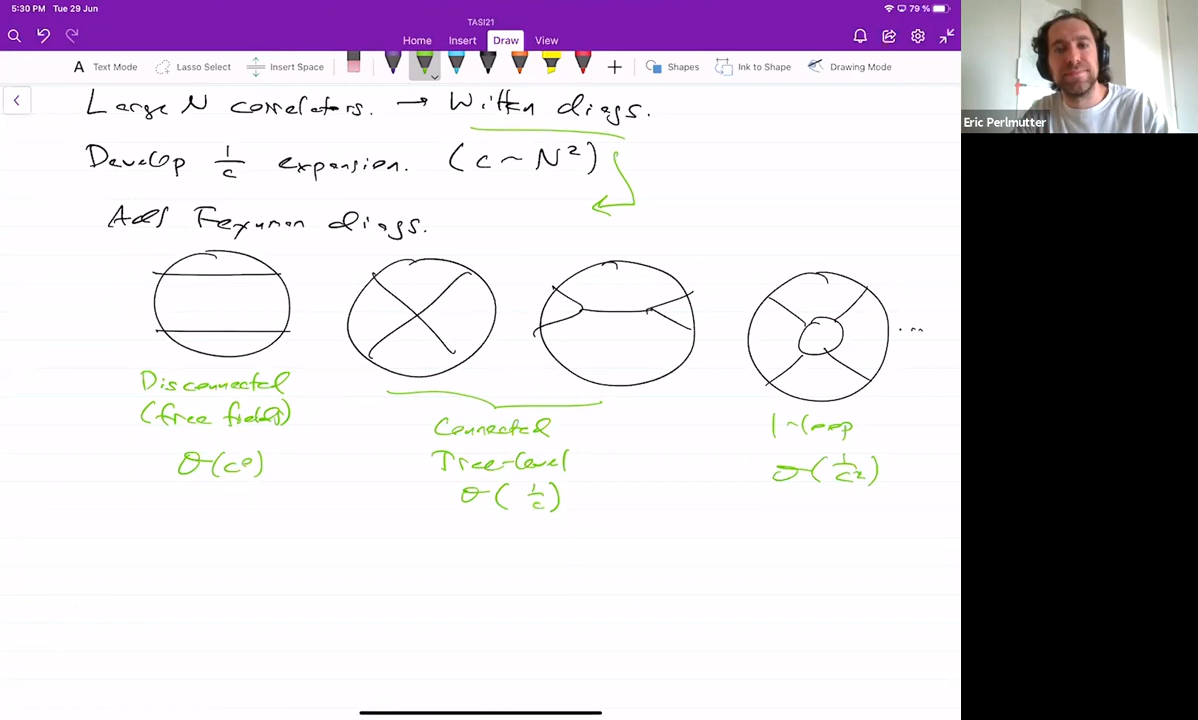 5:30 PM Tue 29 Jun
79 %
TASI21
Home Insert Draw View
A Text Mode Lasso Select Insert Space Shapes Ink to Shape Drawing Mode
Large N correlators. → Witten diags.
Develop 1/c expansion. (c ~ N²)
AdS Feynman diags.
...
Disconnected
(free fields)
O(c⁰)
Connected
Tree-level
O(1/c)
1-loop
O(1/c²)
Eric Perlmutter